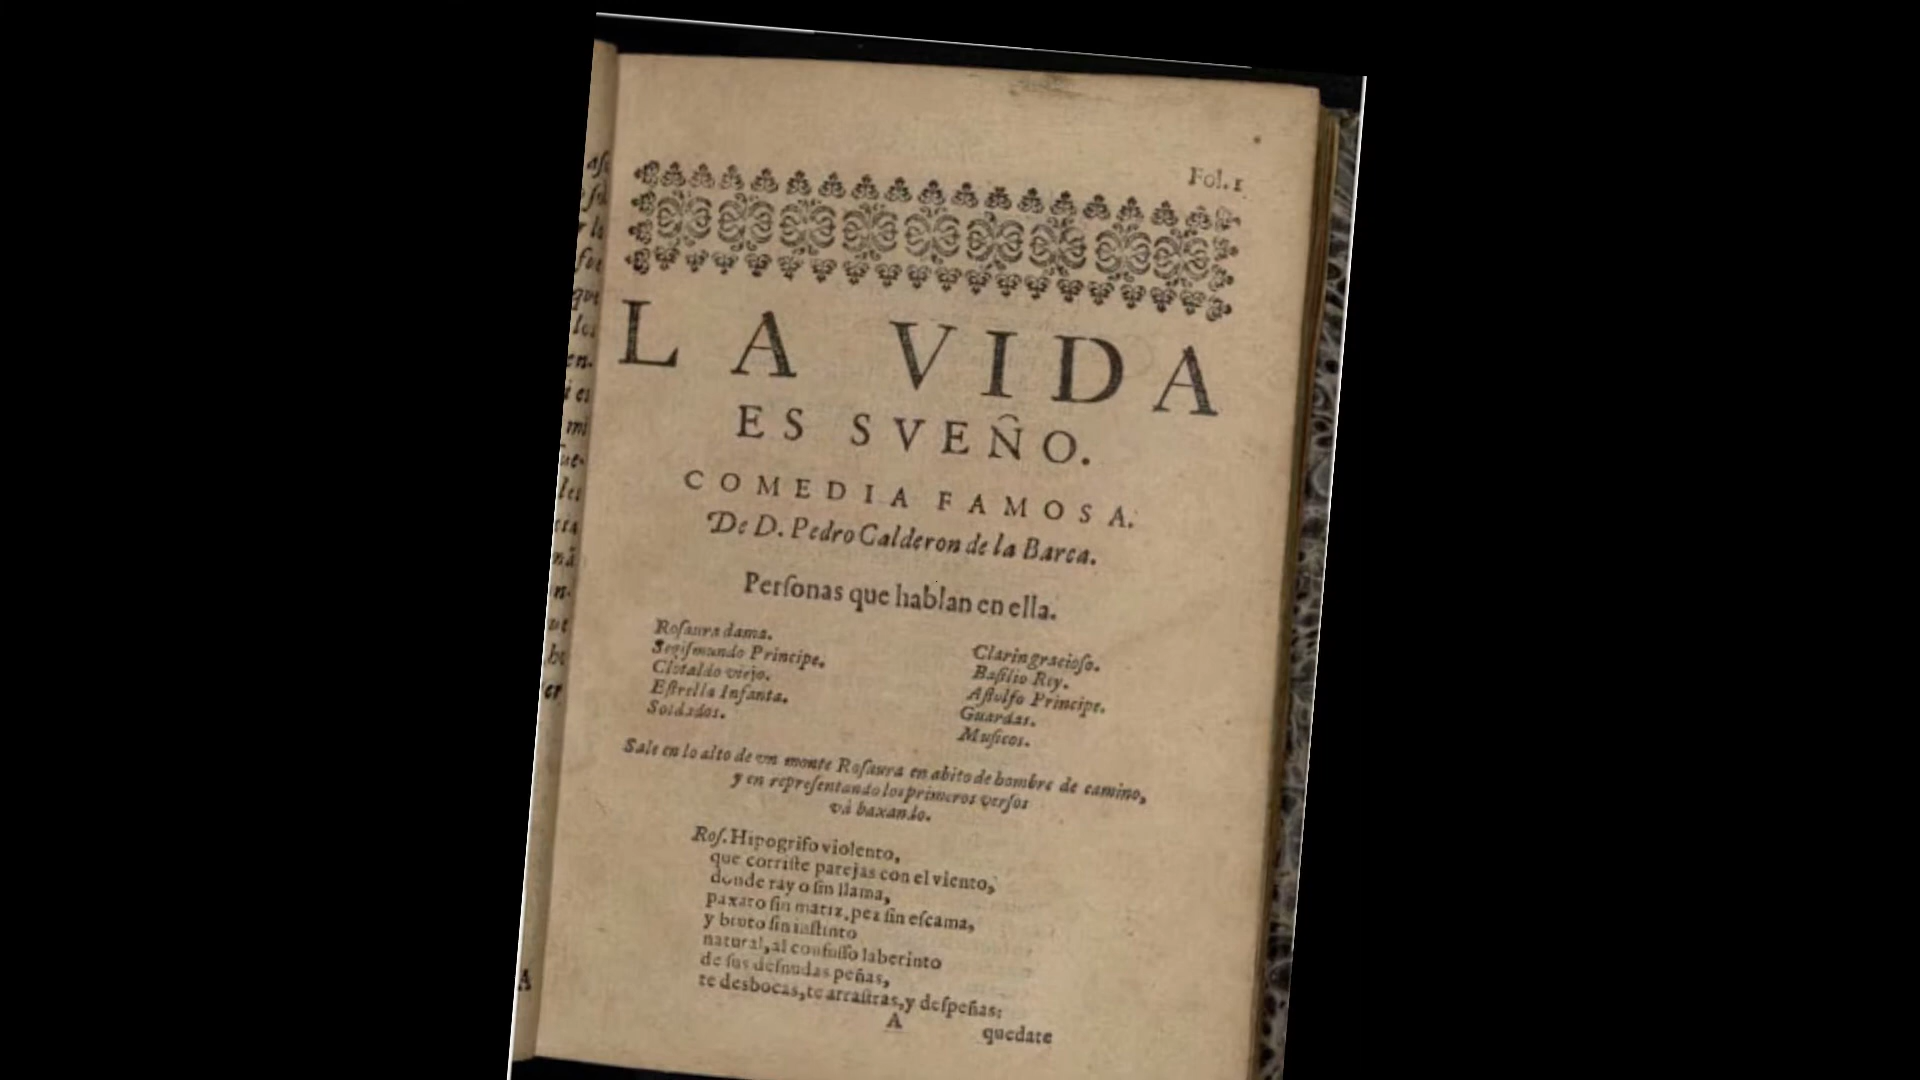 Fol. 1
LA VIDA
ES SVEÑO.
COMEDIA FAMOSA.
De D. Pedro Calderon de la Barca.
Perſonas que hablan en ella.
Roſaura dama.
Segiſmundo Principe.
Clotaldo viejo.
Eſtrella Infanta.
Soldados.
Clarin gracioſo.
Baſilio Rey.
Aſtolfo Principe.
Guardas.
Muſicos.
Sale en lo alto de vn monte Roſaura en abito de hombre de camino,
y en repreſentando los primeros verſos
và baxando.
Roſ. Hipogrifo violento,
que corriſte parejas con el viento,
donde rayo ſin llama,
paxaro ſin matiz, pez ſin eſcama,
y bruto ſin inſtinto
natural, al confuſſo laberinto
de ſus deſnudas peñas,
te desbocas, te arraſtras, y deſpeñas:
A
quedate